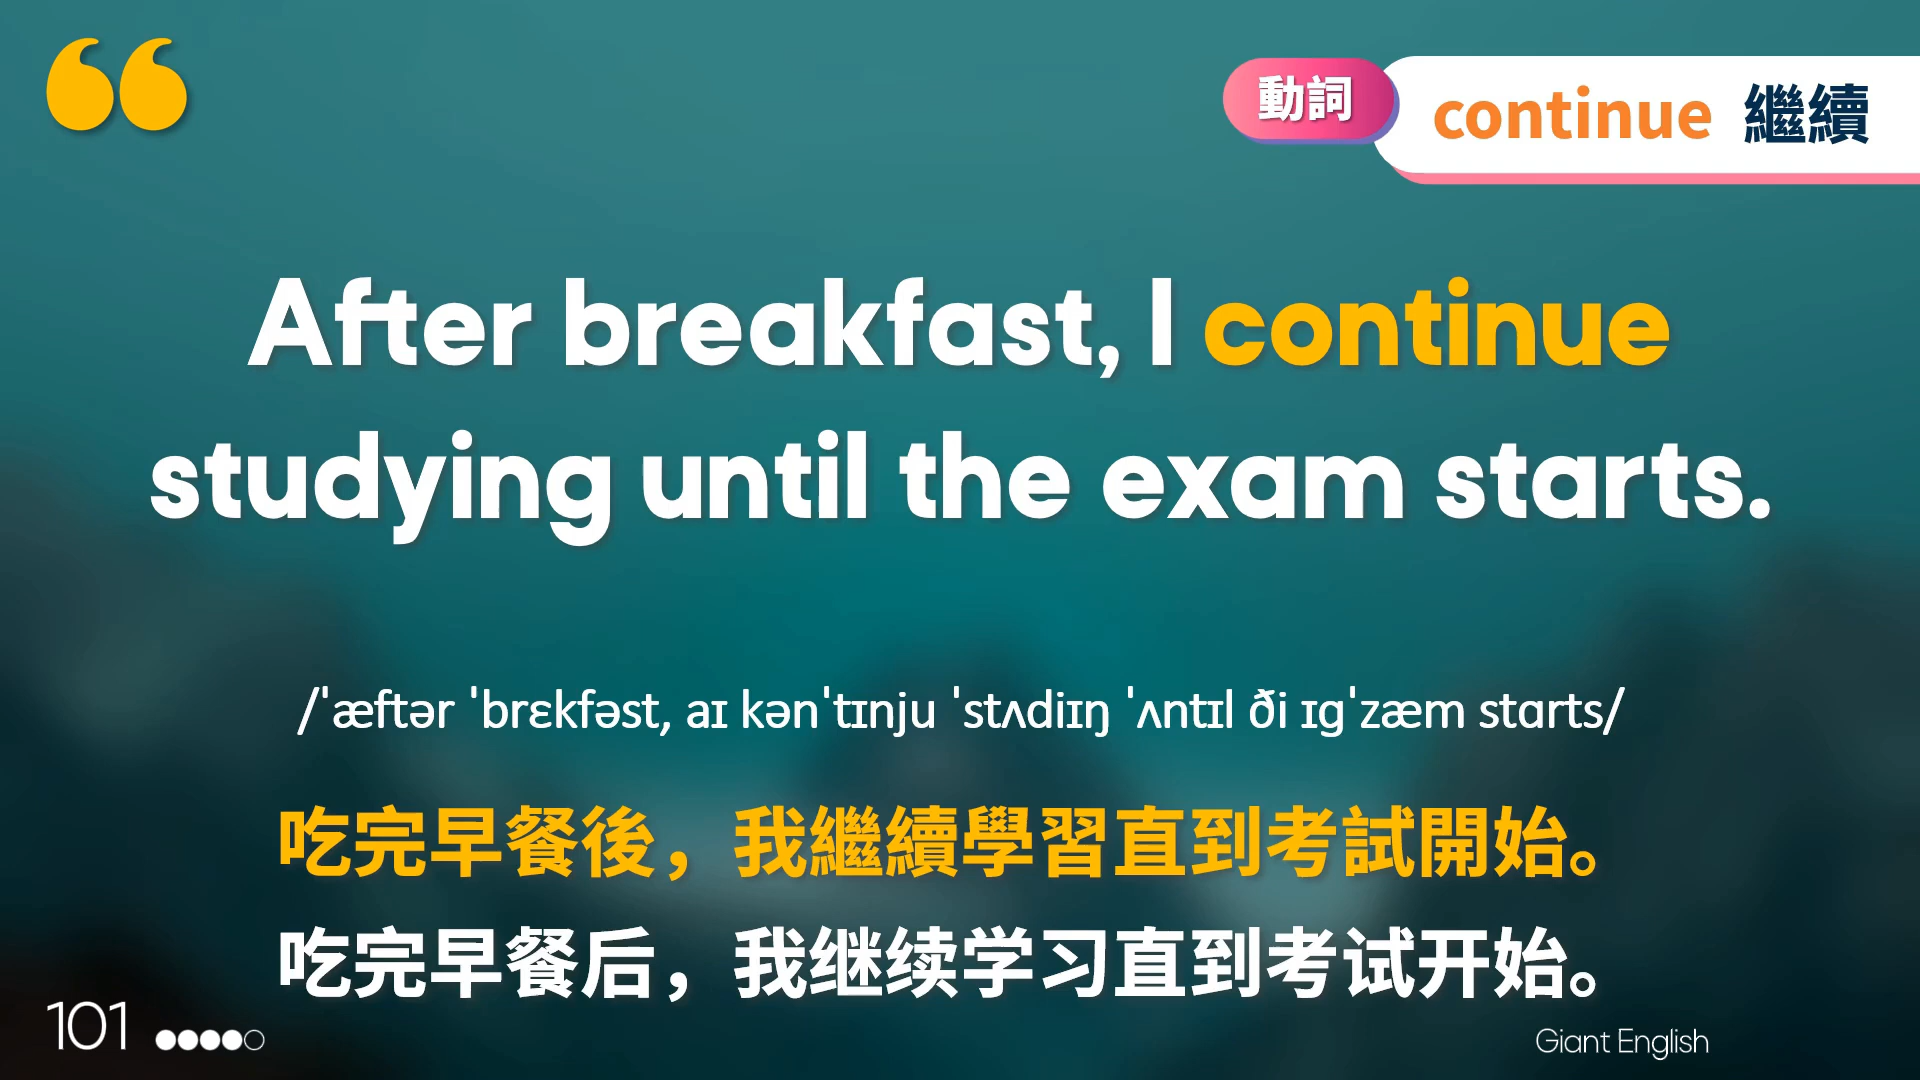 動詞
continue 繼續
After breakfast, I continue
studying until the exam starts.
/ˈæftər ˈbrɛkfəst, aɪ kənˈtɪnju ˈstʌdiɪŋ ˈʌntɪl ði ɪgˈzæm stɑrts/
吃完早餐後，我繼續學習直到考試開始。
吃完早餐后，我继续学习直到考试开始。
101
Giant English